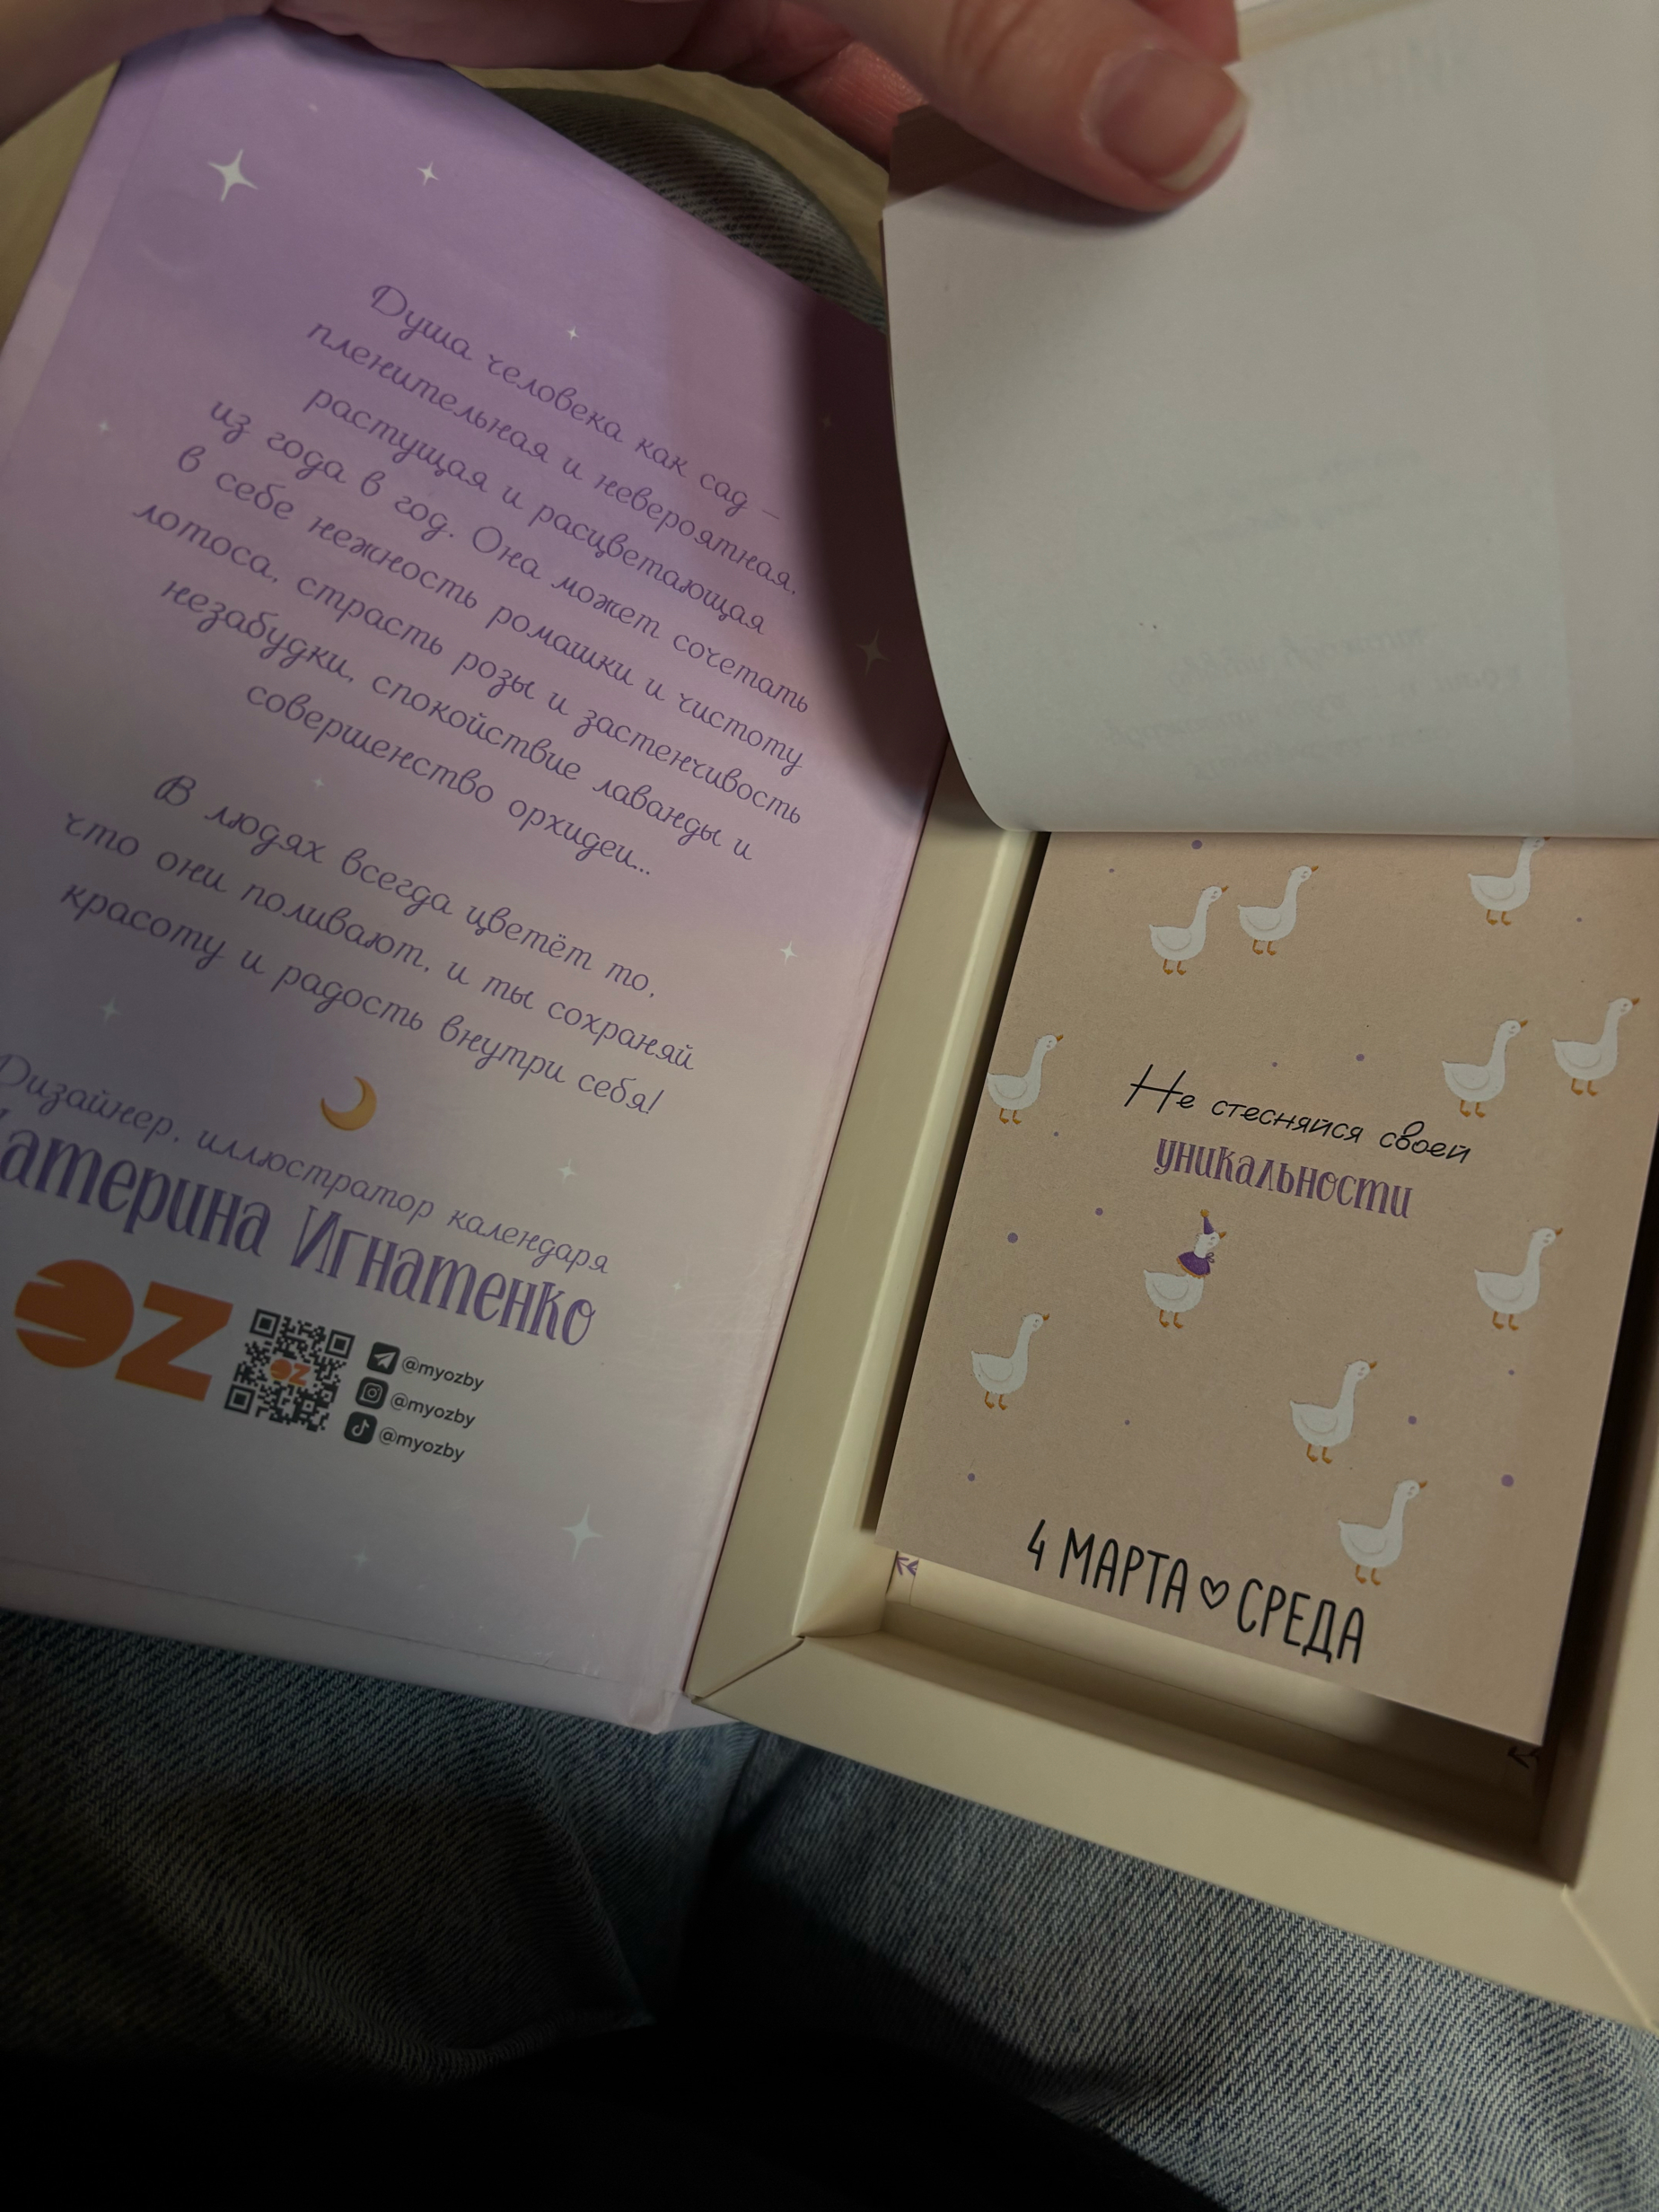 Душа человека как сад –
пленительная и невероятная,
растущая и расцветающая
из года в год. Она может сочетать
в себе нежность ромашки и чистоту
лотоса, страсть розы и застенчивость
незабудки, спокойствие лаванды и
совершенство орхидеи...
В людях всегда цветёт то,
что они поливают, и ты сохраняй
красоту и радость внутри себя!
Дизайнер, иллюстратор календаря
катерина Игнатенко
OZ
OZ
@myozby
@myozby
@myozby
Не стесняйся своей
уникальности
4 МАРТА ♡ СРЕДА